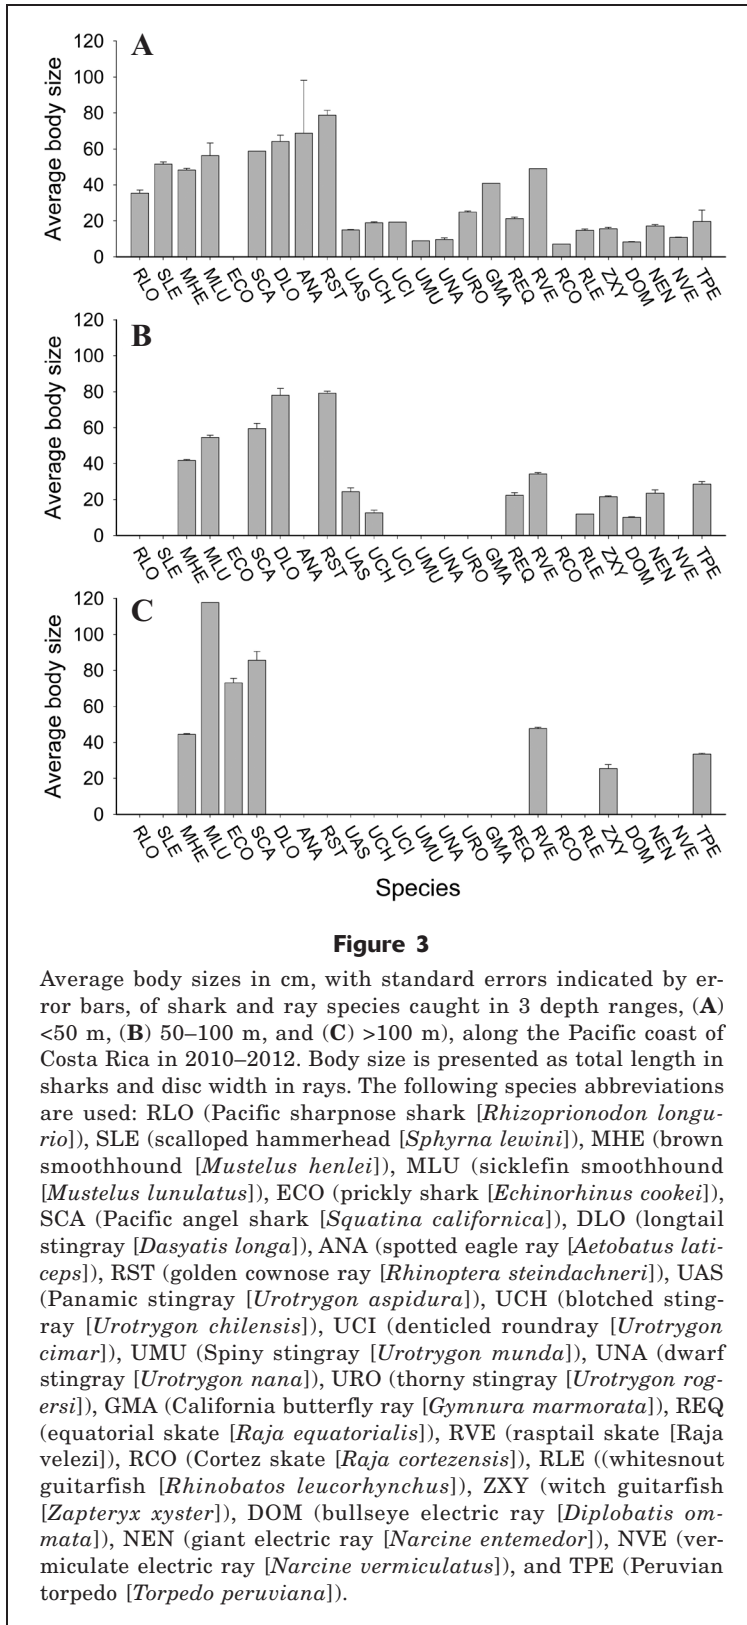 A
120
100
80
60
40
20
0
Average body size
RLO SLE MHE MLU ECO SCA DLO ANA RST UAS UCH UCI UMU UNA URO GMA REQ RVE RCO RLE ZXY DOM NEN NVE TPE
B
120
100
80
60
40
20
0
Average body size
RLO SLE MHE MLU ECO SCA DLO ANA RST UAS UCH UCI UMU UNA URO GMA REQ RVE RCO RLE ZXY DOM NEN NVE TPE
C
120
100
80
60
40
20
0
Average body size
RLO SLE MHE MLU ECO SCA DLO ANA RST UAS UCH UCI UMU UNA URO GMA REQ RVE RCO RLE ZXY DOM NEN NVE TPE
Species
Figure 3
Average body sizes in cm, with standard errors indicated by er-
ror bars, of shark and ray species caught in 3 depth ranges, (A)
<50 m, (B) 50–100 m, and (C) >100 m), along the Pacific coast of
Costa Rica in 2010–2012. Body size is presented as total length in
sharks and disc width in rays. The following species abbreviations
are used: RLO (Pacific sharpnose shark [Rhizoprionodon longu-
rio]), SLE (scalloped hammerhead [Sphyrna lewini]), MHE (brown
smoothhound [Mustelus henlei]), MLU (sicklefin smoothhound
[Mustelus lunulatus]), ECO (prickly shark [Echinorhinus cookei]),
SCA (Pacific angel shark [Squatina californica]), DLO (longtail
stingray [Dasyatis longa]), ANA (spotted eagle ray [Aetobatus lati-
ceps]), RST (golden cownose ray [Rhinoptera steindachneri]), UAS
(Panamic stingray [Urotrygon aspidura]), UCH (blotched sting-
ray [Urotrygon chilensis]), UCI (denticled roundray [Urotrygon
cimar]), UMU (Spiny stingray [Urotrygon munda]), UNA (dwarf
stingray [Urotrygon nana]), URO (thorny stingray [Urotrygon rog-
ersi]), GMA (California butterfly ray [Gymnura marmorata]), REQ
(equatorial skate [Raja equatorialis]), RVE (rasptail skate [Raja
velezi]), RCO (Cortez skate [Raja cortezensis]), RLE ((whitesnout
guitarfish [Rhinobatos leucorhynchus]), ZXY (witch guitarfish
[Zapteryx xyster]), DOM (bullseye electric ray [Diplobatis om-
mata]), NEN (giant electric ray [Narcine entemedor]), NVE (ver-
miculate electric ray [Narcine vermiculatus]), and TPE (Peruvian
torpedo [Torpedo peruviana]).